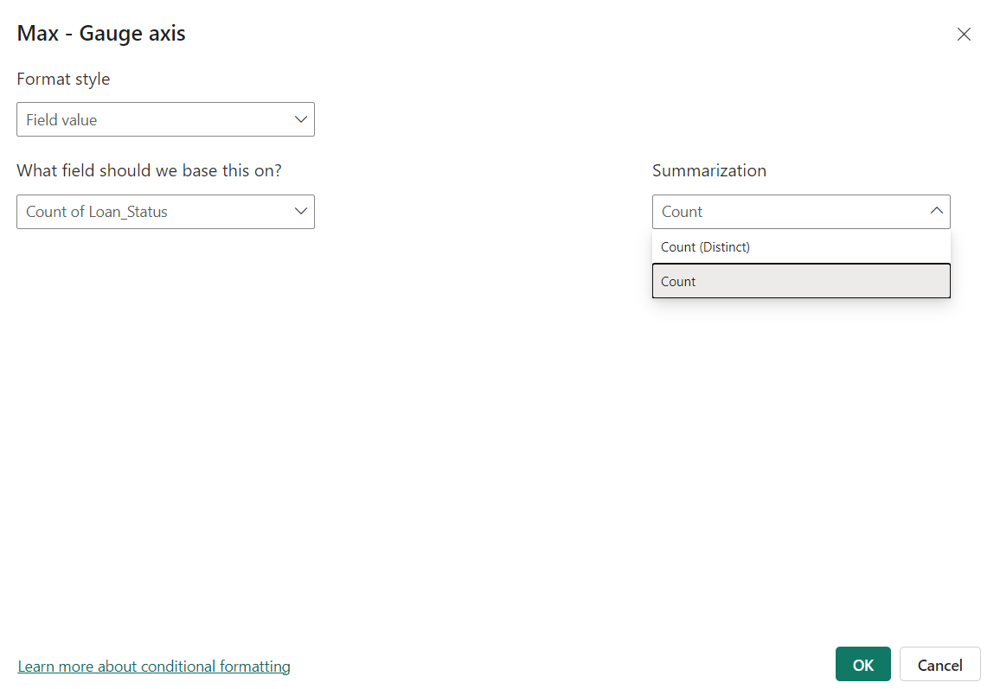 Max - Gauge axis
Format style
Field value
What field should we base this on?
Summarization
Count of Loan_Status
Count
Count (Distinct)
Count
Learn more about conditional formatting
OK
Cancel